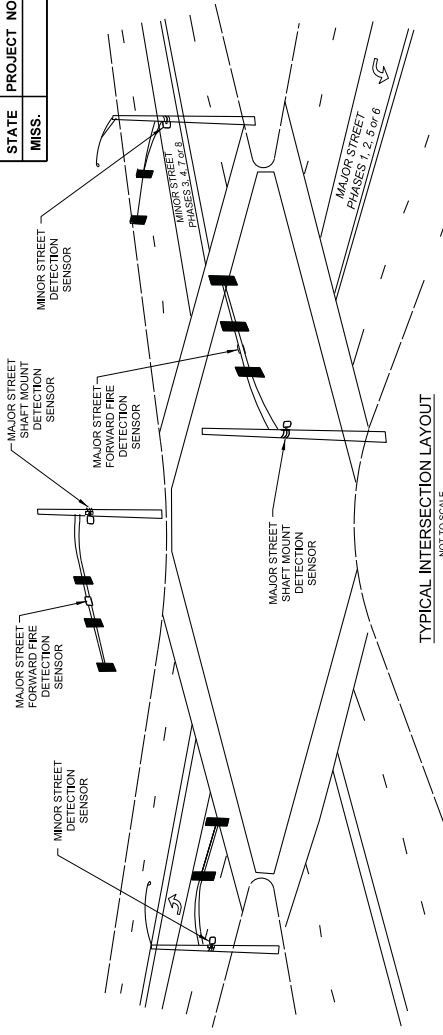 STATE
PROJECT NO
MISS.
MINOR STREET
DETECTION
SENSOR
MAJOR STREET
SHAFT MOUNT
DETECTION
SENSOR
MAJOR STREET
FORWARD FIRE
DETECTION
SENSOR
MAJOR STREET
FORWARD FIRE
DETECTION
SENSOR
MINOR STREET
DETECTION
SENSOR
MINOR STREET
PHASES 3, 4, 7 or 8
MAJOR STREET
PHASES 1, 2, 5 or 6
MAJOR STREET
SHAFT MOUNT
DETECTION
SENSOR
TYPICAL INTERSECTION LAYOUT
NOT TO SCALE